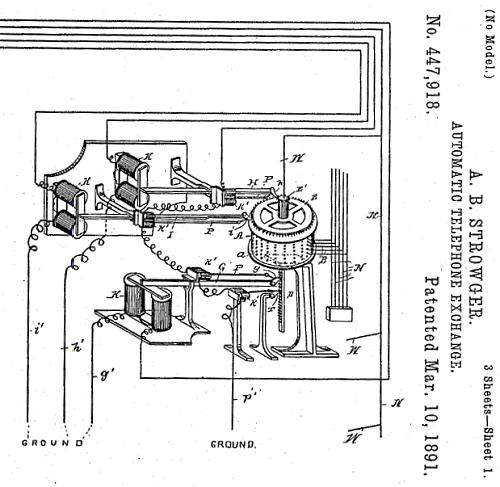 (No Model.)
3 Sheets—Sheet 1.
A. B. STROWGER.
AUTOMATIC TELEPHONE EXCHANGE.
No. 447,918.
Patented Mar. 10, 1891.
K
N
K
H
P
h
z'
z
K'
K'
I
P
i
A
N
a
B
N
K'
G
P
g
K
K'
p
r
i'
h'
g'
p'
N
N
N
GROUND
GROUND.